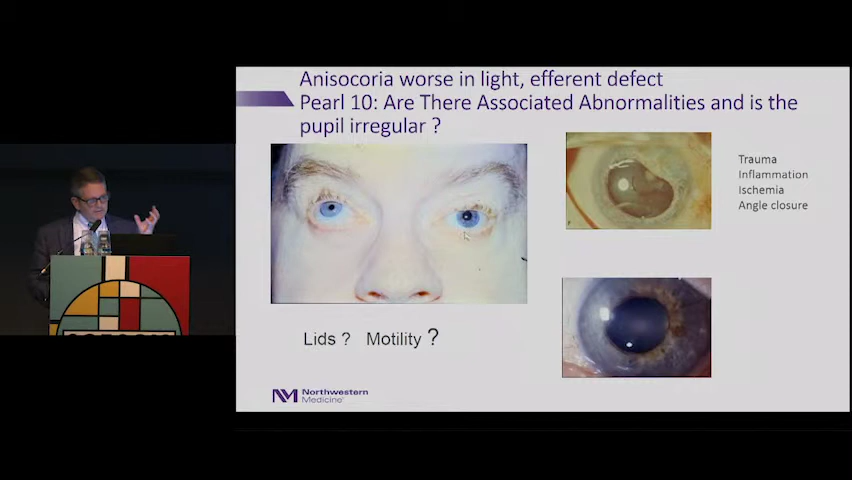 Anisocoria worse in light, efferent defect
Pearl 10: Are There Associated Abnormalities and is the
pupil irregular ?
Trauma
Inflammation
Ischemia
Angle closure
Lids ? Motility ?
NM Northwestern
Medicine